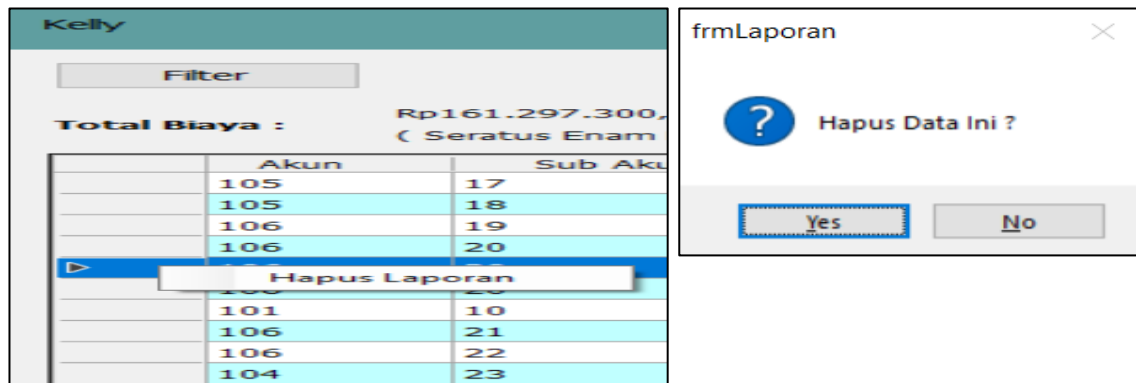 Kelly
Filter
Total Biaya :
Rp161.297.300,
( Seratus Enam
Akun Sub Aku
105 17
105 18
106 19
106 20
Hapus Laporan
101 10
106 21
106 22
104 23
frmLaporan
Hapus Data Ini ?
Yes No